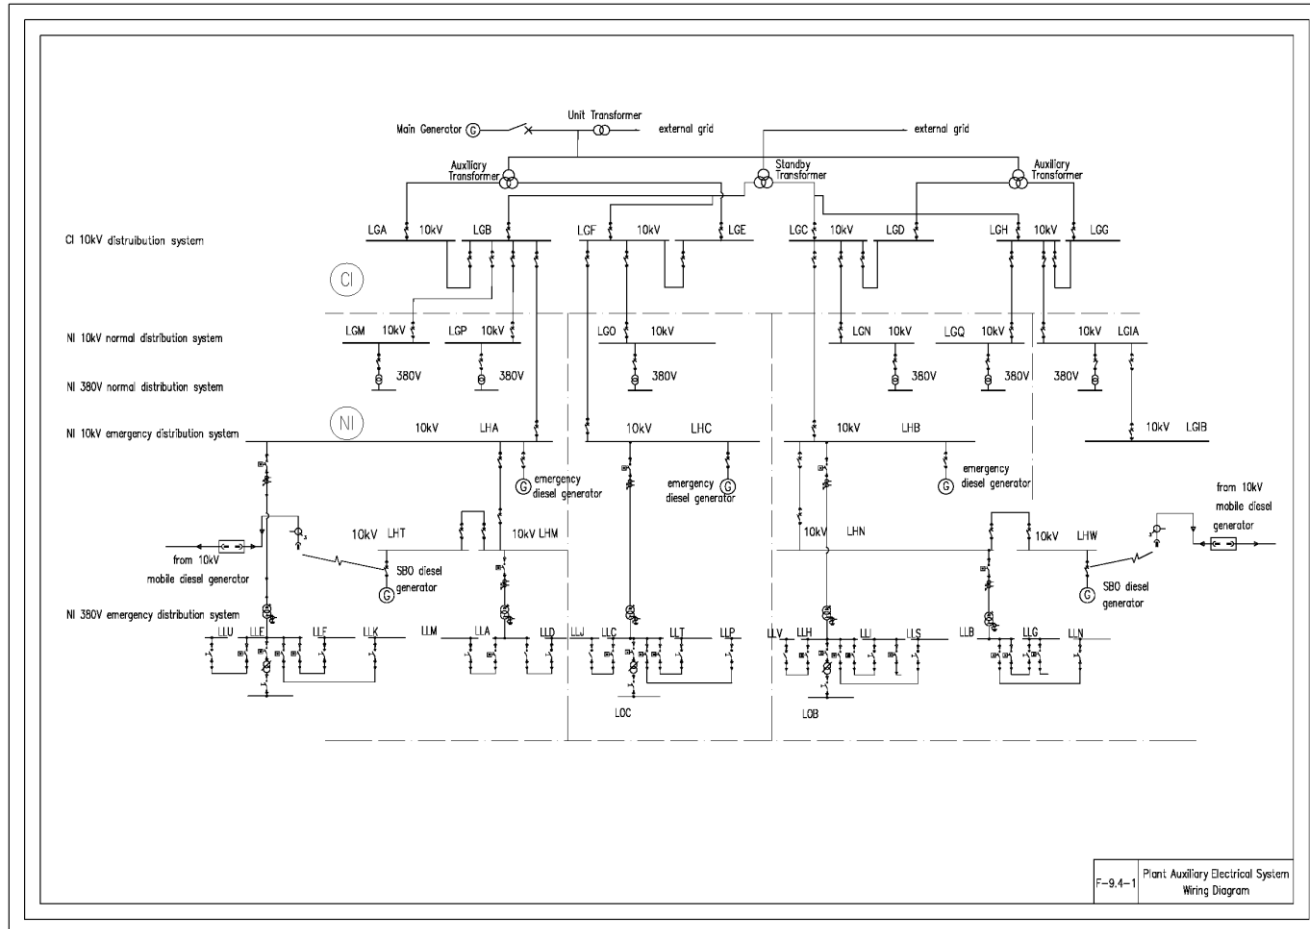 Unit Transformer
Main Generator G
external grid
external grid
Auxiliary
Transformer
Standby
Transformer
Auxiliary
Transformer
CI 10kV distruibution system
LGA 10kV LGB LGF 10kV LGE LGC 10kV LGD LGH 10kV LGG
CI
NI 10kV normal distribution system
LGM 10kV LGP 10kV LGO 10kV LGN 10kV LGQ 10kV 10kV LGIA
NI 380V normal distribution system
380V 380V 380V 380V 380V 380V
NI
NI 10kV emergency distribution system
10kV LHA 10kV LHC 10kV LHB 10kV LGIB
G emergency
diesel generator
emergency
diesel generator G
emergency
diesel generator
G
from 10kV
mobile diesel
generator
10kV LHT 10kV LHM 10kV LHN 10kV LHW
from 10kV
mobile diesel generator
SBO diesel
generator
G
SBO diesel
generator
G
NI 380V emergency distribution system
LLU LLE LLF LLK LLM LLA LLD LLJ LLC LLT LLP LLV LLH LLI LLS LLB LLG LLN
LOC LOB
F-9.4-1
Plant Auxiliary Electrical System
Wiring Diagram